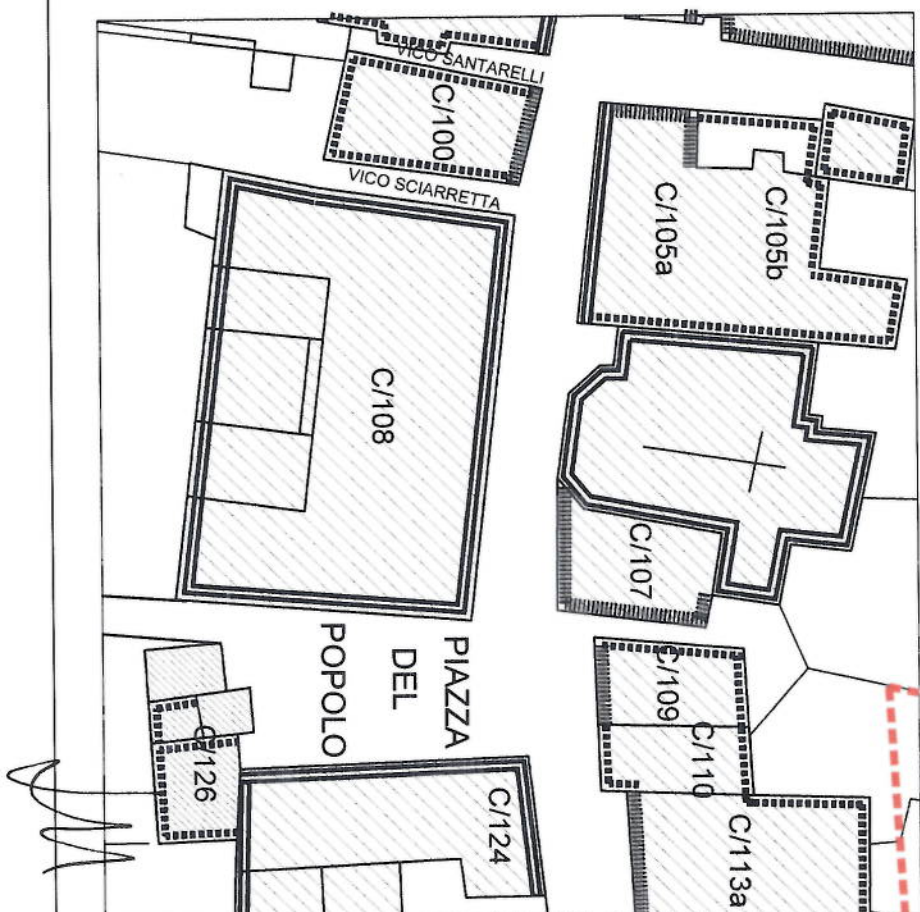 VICO SANTARELLI
C/100
VICO SCIARRETTA
C/105a
C/105b
C/108
C/107
PIAZZA
DEL
POPOLO
C/109
C/110
C/126
C/124
C/113a